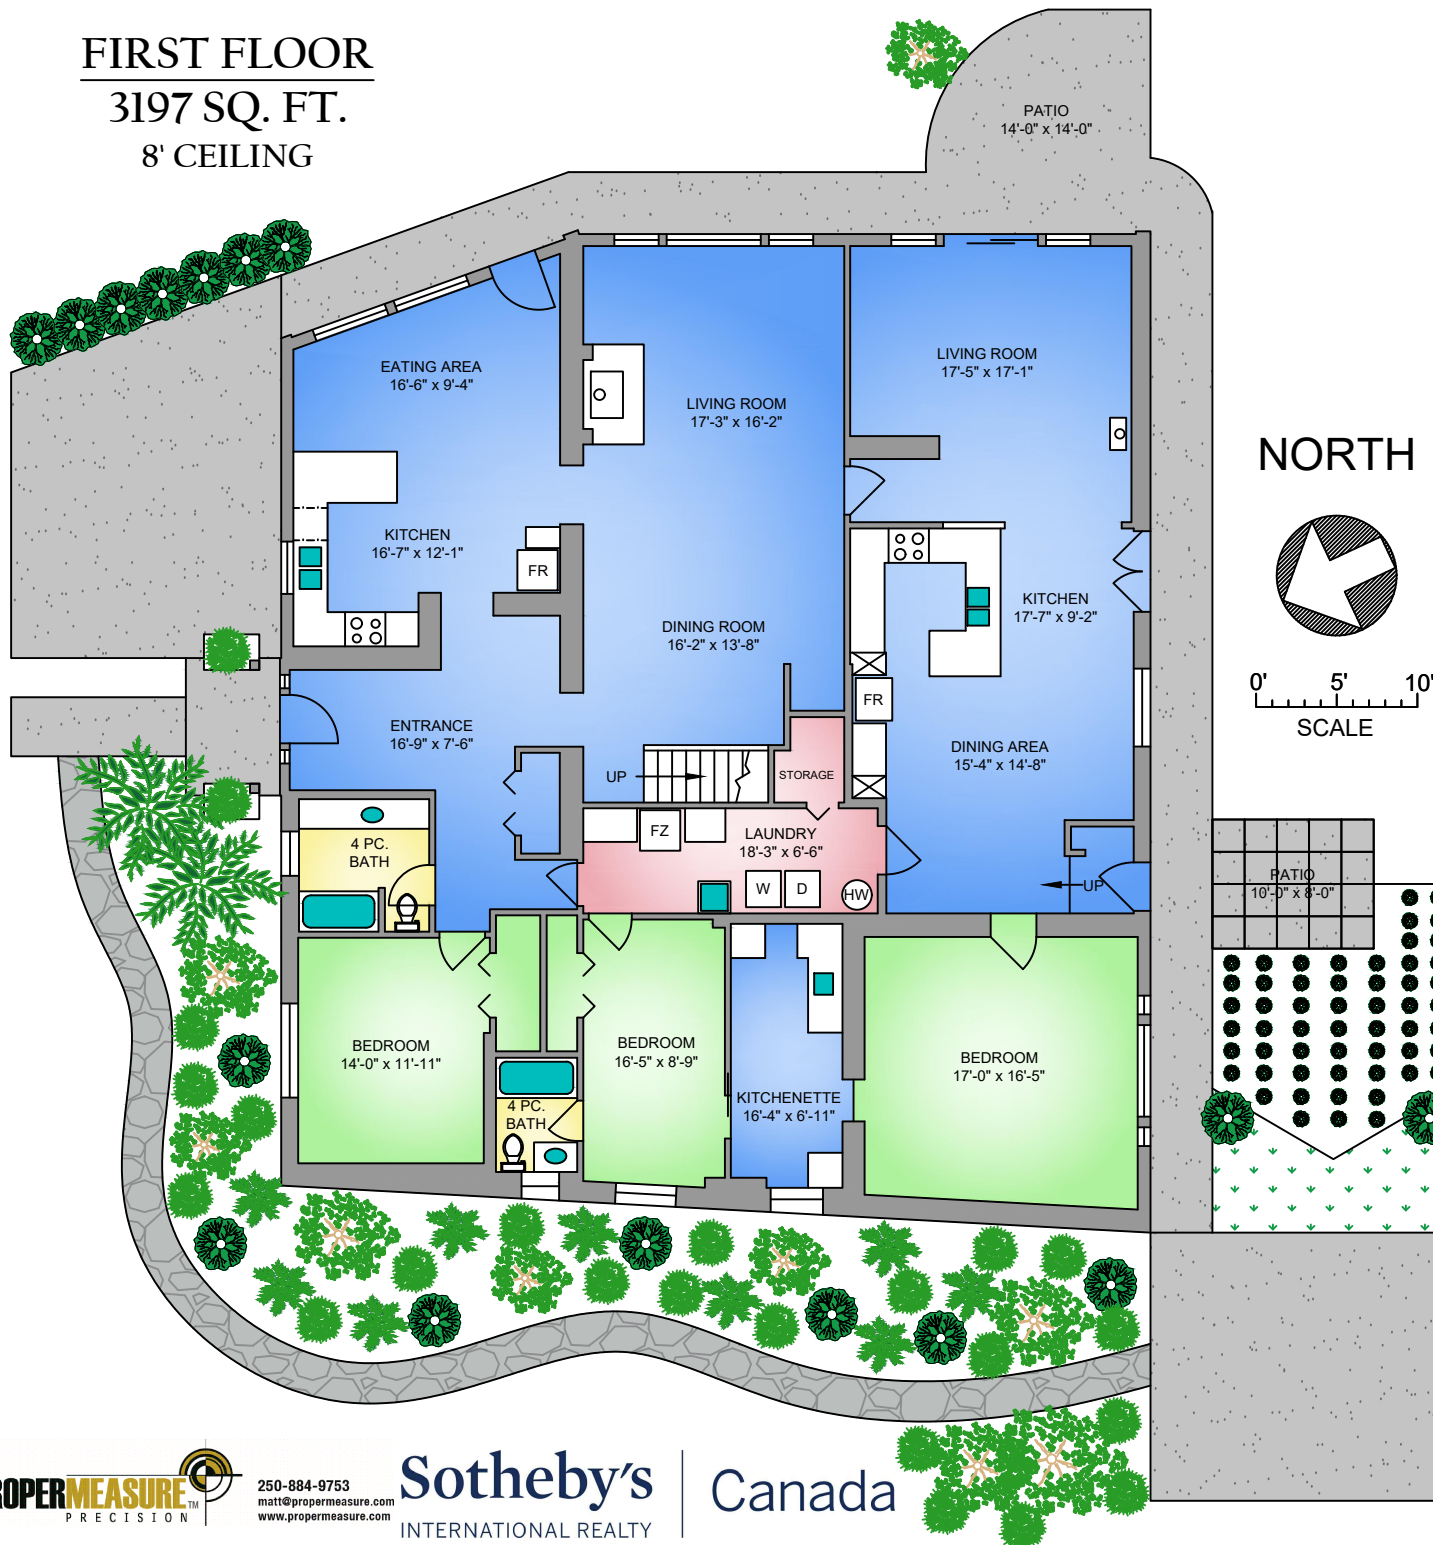 FIRST FLOOR
3197 SQ. FT.
8' CEILING
PATIO
14'-0" x 14'-0"
EATING AREA
16'-6" x 9'-4"
LIVING ROOM
17'-3" x 16'-2"
LIVING ROOM
17'-5" x 17'-1"
NORTH
KITCHEN
16'-7" x 12'-1"
FR
KITCHEN
17'-7" x 9'-2"
DINING ROOM
16'-2" x 13'-8"
FR
0' 5' 10'
SCALE
ENTRANCE
16'-9" x 7'-6"
DINING AREA
15'-4" x 14'-8"
UP
STORAGE
FZ
LAUNDRY
18'-3" x 6'-6"
4 PC.
BATH
W
D
HW
UP
PATIO
10'-0" x 8'-0"
BEDROOM
14'-0" x 11'-11"
BEDROOM
16'-5" x 8'-9"
BEDROOM
17'-0" x 16'-5"
KITCHENETTE
16'-4" x 6'-11"
4 PC.
BATH
ROPERMEASURE TM
PRECISION
250-884-9753
matt@propermeasure.com
www.propermeasure.com
Sotheby's
INTERNATIONAL REALTY
Canada